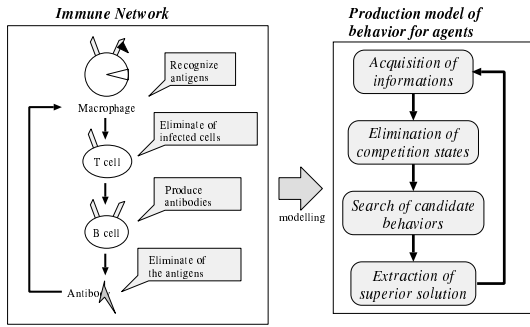 Immune Network
Recognize
antigens
Macrophage
Eliminate of
infected cells
T cell
Produce
antibodies
B cell
Eliminate of
the antigens
Antibody
modelling
Production model of
behavior for agents
Acquisition of
informations
Elimination of
competition states
Search of candidate
behaviors
Extraction of
superior solution